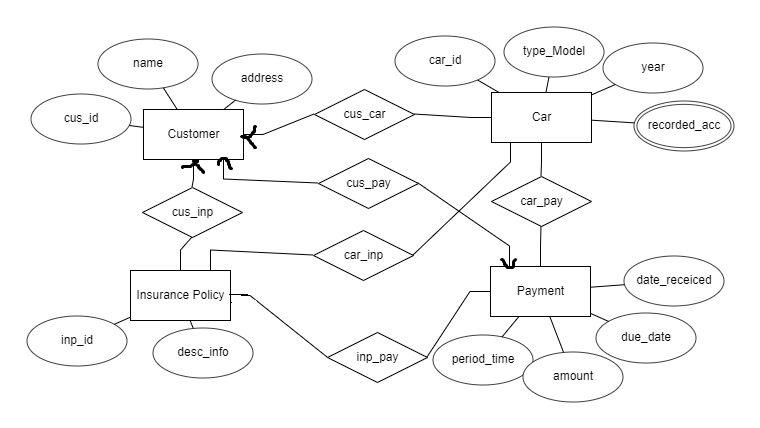 name
address
cus_id
Customer
cus_car
car_id
type_Model
year
Car
recorded_acc
cus_pay
cus_inp
car_pay
car_inp
Insurance Policy
Payment
date_receiced
inp_id
desc_info
inp_pay
period_time
amount
due_date